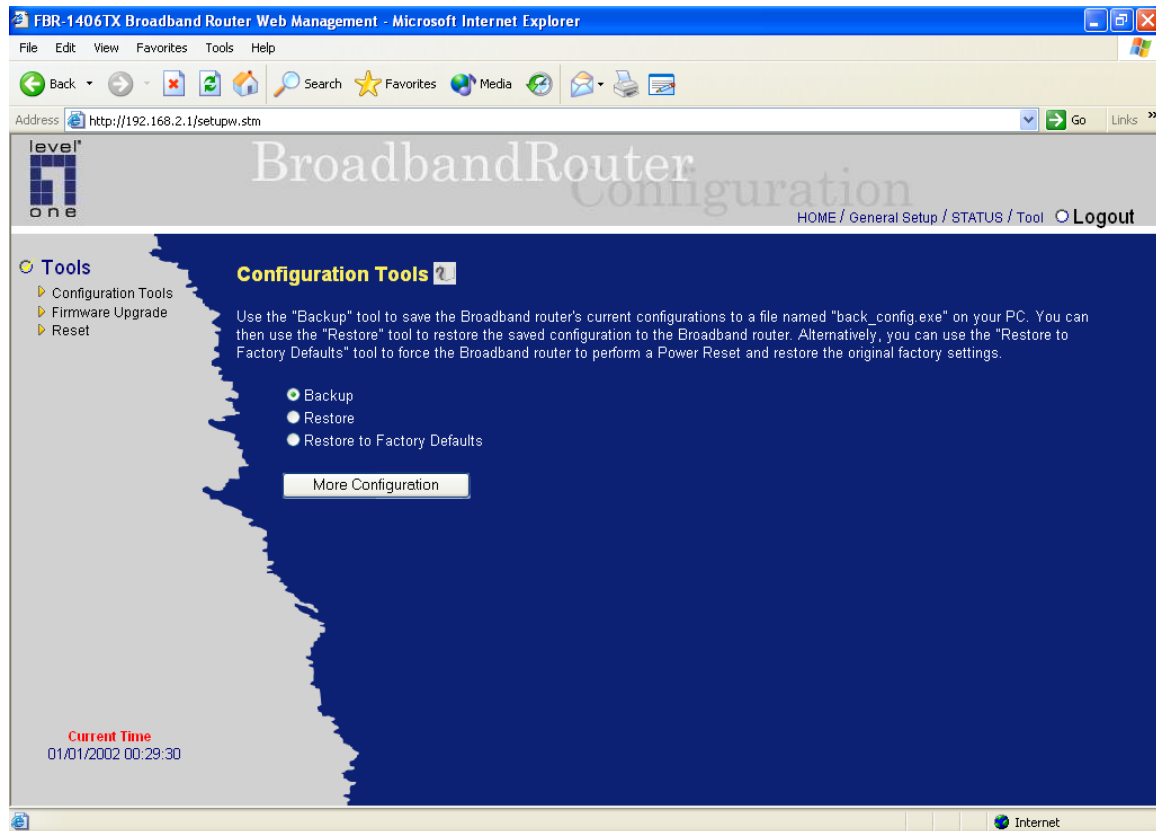 FBR-1406TX Broadband Router Web Management - Microsoft Internet Explorer
File Edit View Favorites Tools Help
Back Search Favorites Media
Address http://192.168.2.1/setupw.stm Go Links »
level
one
BroadbandRouter
Configuration
HOME / General Setup / STATUS / Tool Logout
Tools
Configuration Tools
Firmware Upgrade
Reset
Configuration Tools
Use the "Backup" tool to save the Broadband router's current configurations to a file named "back_config.exe" on your PC. You can
then use the "Restore" tool to restore the saved configuration to the Broadband router. Alternatively, you can use the "Restore to
Factory Defaults" tool to force the Broadband router to perform a Power Reset and restore the original factory settings.
Backup
Restore
Restore to Factory Defaults
More Configuration
Current Time
01/01/2002 00:29:30
Internet